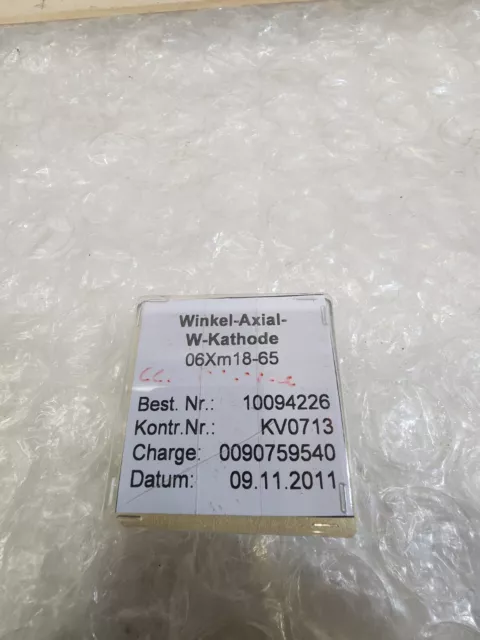 Winkel-Axial-
W-Kathode
06Xm18-65
Best. Nr.: 10094226
Kontr.Nr.: KV0713
Charge: 0090759540
Datum: 09.11.2011